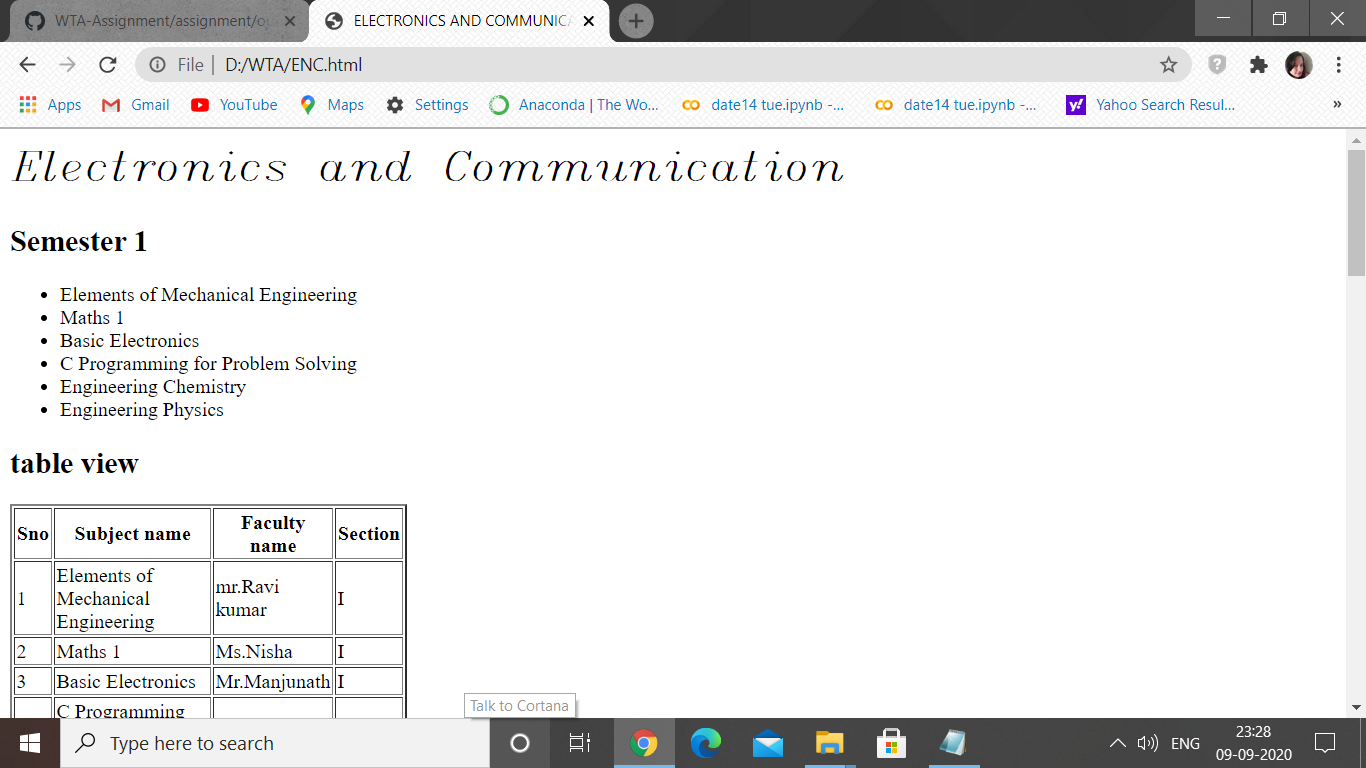 WTA-Assignment/assignment/o
ELECTRONICS AND COMMUNICA
File | D:/WTA/ENC.html
Apps Gmail YouTube Maps Settings Anaconda | The Wo... date14 tue.ipynb -... date14 tue.ipynb -... Yahoo Search Resul... »
Electronics and Communication
Semester 1
• Elements of Mechanical Engineering
• Maths 1
• Basic Electronics
• C Programming for Problem Solving
• Engineering Chemistry
• Engineering Physics
table view
Sno Subject name Faculty name Section
1 Elements of Mechanical Engineering mr.Ravi kumar I
2 Maths 1 Ms.Nisha I
3 Basic Electronics Mr.Manjunath I
C Programming
Talk to Cortana
Type here to search
ENG
23:28
09-09-2020